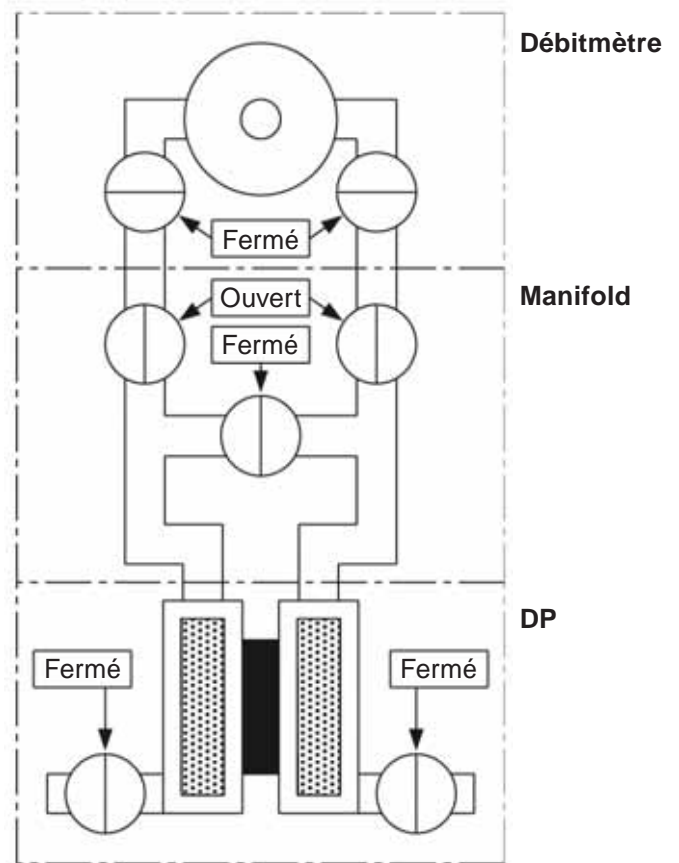 Débitmètre
Fermé
Ouvert
Manifold
Fermé
DP
Fermé Fermé